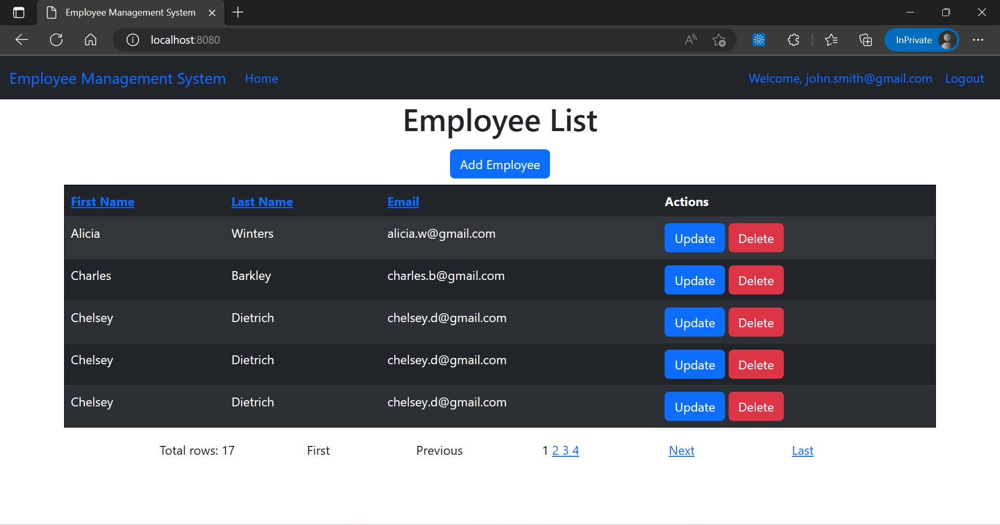 Employee Management System
localhost:8080
InPrivate
Employee Management System Home Welcome, john.smith@gmail.com Logout
Employee List
Add Employee
First Name Last Name Email Actions
Alicia Winters alicia.w@gmail.com Update Delete
Charles Barkley charles.b@gmail.com Update Delete
Chelsey Dietrich chelsey.d@gmail.com Update Delete
Chelsey Dietrich chelsey.d@gmail.com Update Delete
Chelsey Dietrich chelsey.d@gmail.com Update Delete
Total rows: 17 First Previous 1 2 3 4 Next Last